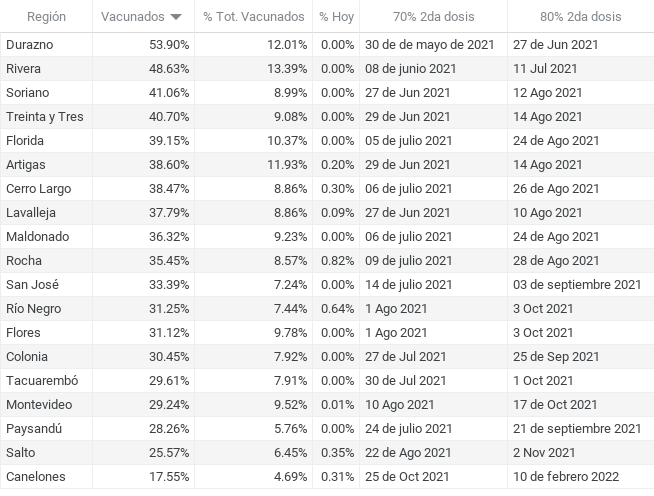 Región Vacunados % Tot. Vacunados % Hoy 70% 2da dosis 80% 2da dosis
Durazno 53.90% 12.01% 0.00% 30 de de mayo de 2021 27 de Jun 2021
Rivera 48.63% 13.39% 0.00% 08 de junio 2021 11 Jul 2021
Soriano 41.06% 8.99% 0.00% 27 de Jun 2021 12 Ago 2021
Treinta y Tres 40.70% 9.08% 0.00% 29 de Jun 2021 14 Ago 2021
Florida 39.15% 10.37% 0.00% 05 de julio 2021 24 de Ago 2021
Artigas 38.60% 11.93% 0.20% 29 de Jun 2021 14 Ago 2021
Cerro Largo 38.47% 8.86% 0.30% 06 de julio 2021 26 de Ago 2021
Lavalleja 37.79% 8.86% 0.09% 27 de Jun 2021 10 Ago 2021
Maldonado 36.32% 9.23% 0.00% 06 de julio 2021 24 de Ago 2021
Rocha 35.45% 8.57% 0.82% 09 de julio 2021 28 de Ago 2021
San José 33.39% 7.24% 0.00% 14 de julio 2021 03 de septiembre 2021
Río Negro 31.25% 7.44% 0.64% 1 Ago 2021 3 Oct 2021
Flores 31.12% 9.78% 0.00% 1 Ago 2021 3 Oct 2021
Colonia 30.45% 7.92% 0.00% 27 de Jul 2021 25 de Sep 2021
Tacuarembó 29.61% 7.91% 0.00% 30 de Jul 2021 1 Oct 2021
Montevideo 29.24% 9.52% 0.01% 10 Ago 2021 17 de Oct 2021
Paysandú 28.26% 5.76% 0.00% 24 de julio 2021 21 de septiembre 2021
Salto 25.57% 6.45% 0.35% 22 de Ago 2021 2 Nov 2021
Canelones 17.55% 4.69% 0.31% 25 de Oct 2021 10 de febrero 2022